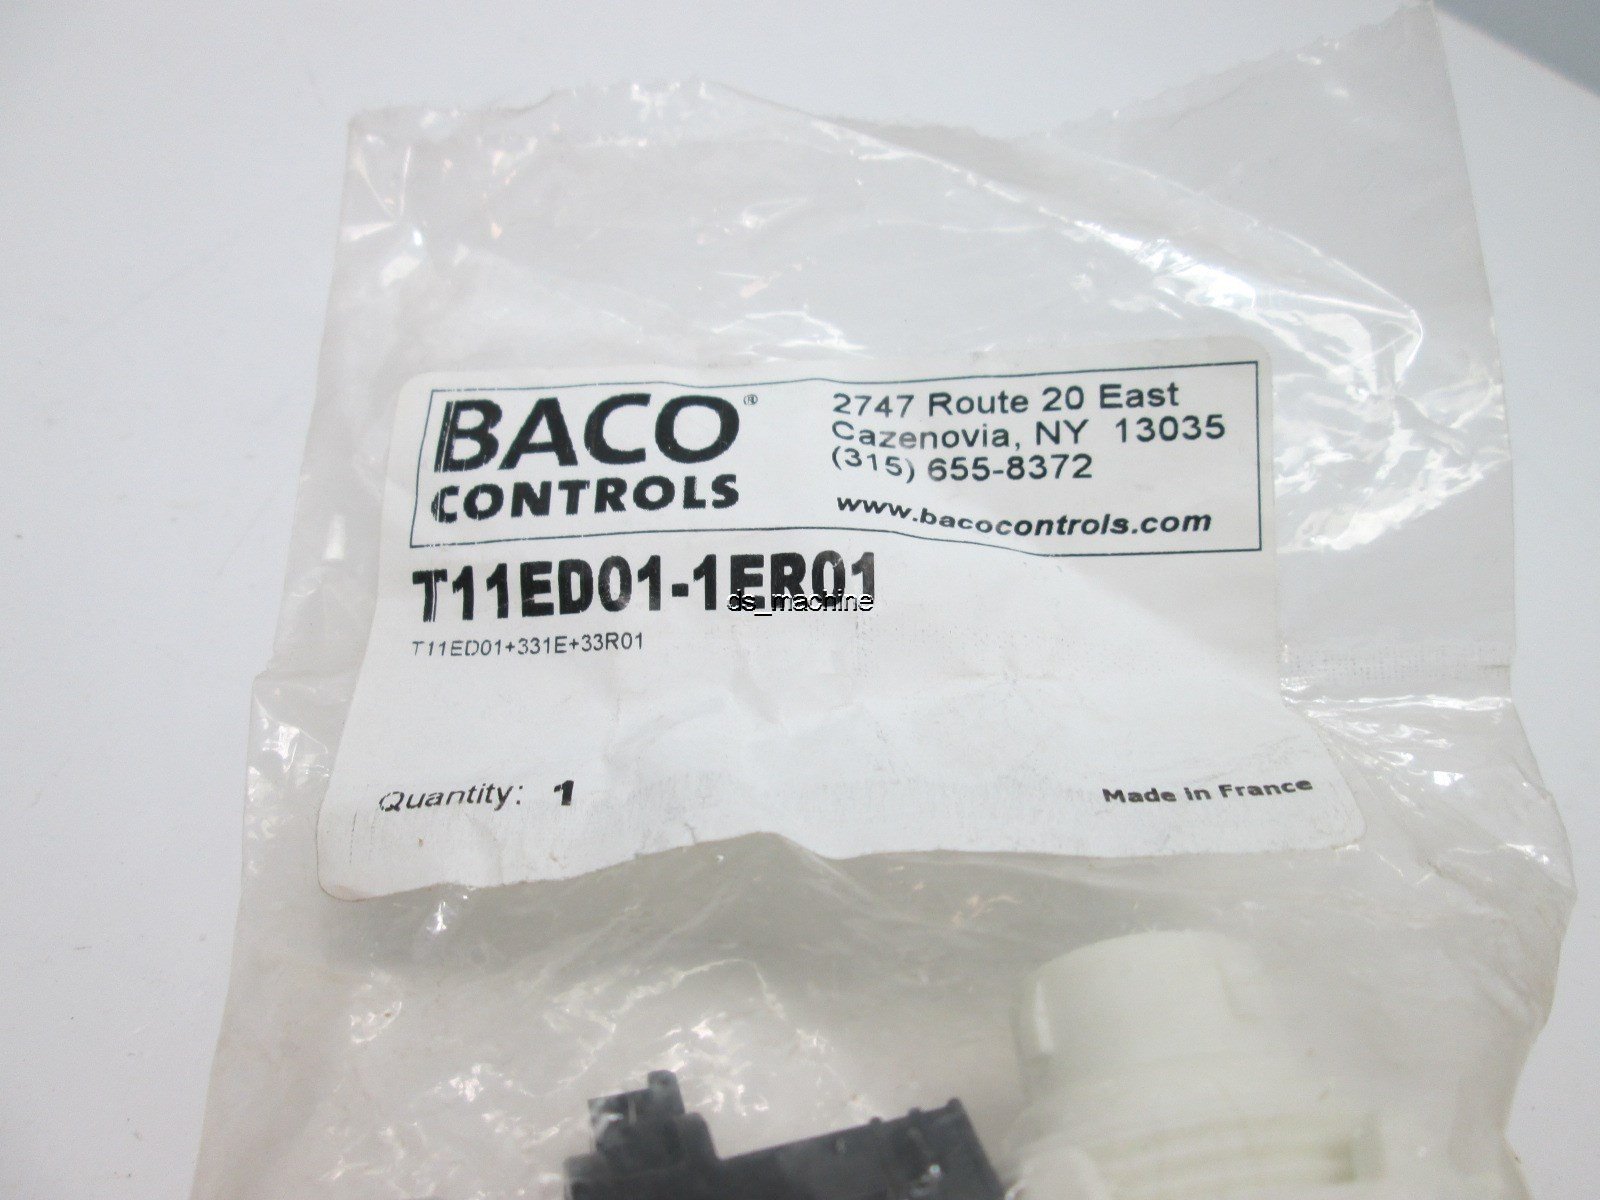 BACO®
CONTROLS
2747 Route 20 East
Cazenovia, NY 13035
(315) 655-8372
www.bacocontrols.com
T11ED01-1ER01
ds_machine
T11ED01+331E+33R01
Quantity: 1
Made in France